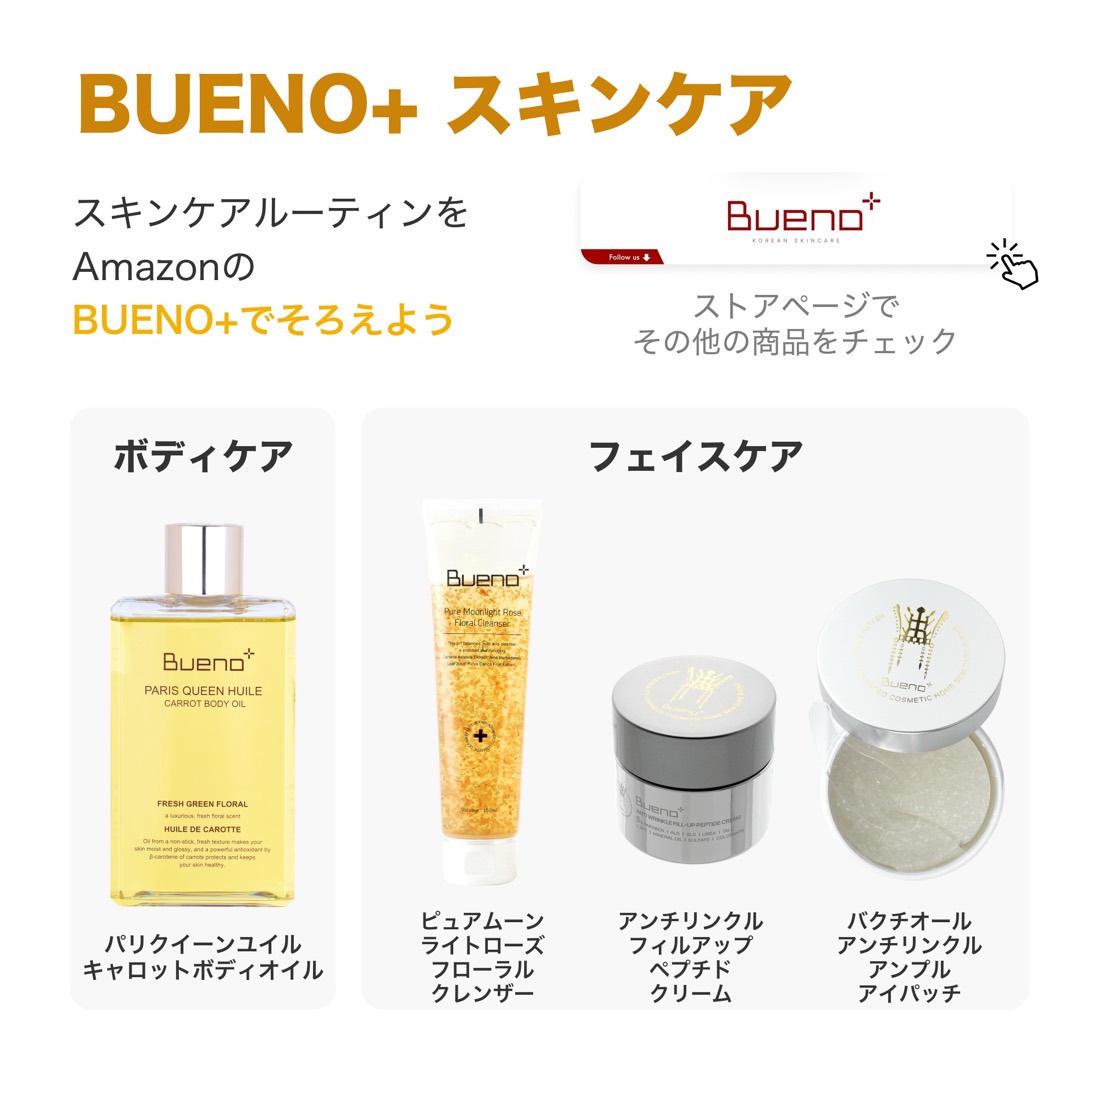 BUENO+ スキンケア
スキンケアルーティンを
Amazonの
BUENO+でそろえよう
Bueno+
KOREAN SKINCARE
Follow us
ストアページで
その他の商品をチェック
ボディケア
Bueno+
PARIS QUEEN HUILE
CARROT BODY OIL
FRESH GREEN FLORAL
a luxurious, fresh floral scent
HUILE DE CAROTTE
Oil from a non-stick, fresh texture makes your
skin moist and glossy, and a powerful antioxidant by
β-carotene of carrots protects and keeps
your skin healthy.
パリクイーンユイル
キャロットボディオイル
フェイスケア
Bueno+
Pure Moonlight Rose
Floral Cleanser
ピュアムーン
ライトローズ
フローラル
クレンザー
Bueno+
Bueno+
ANTI WRINKLE FILL-UP PEPTIDE CREAM
アンチリンクル
フィルアップ
ペプチド
クリーム
Bueno+
COSMETIC HOME
バクチオール
アンチリンクル
アンプル
アイパッチ